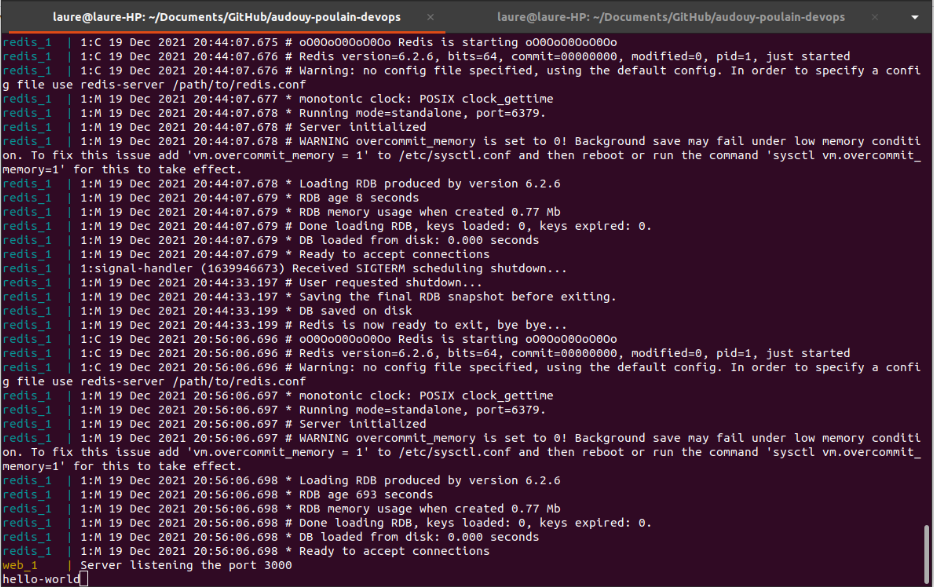 laure@laure-HP: ~/Documents/GitHub/audouy-poulain-devops × laure@laure-HP: ~/Documents/GitHub/audouy-poulain-devops ×
redis_1 | 1:C 19 Dec 2021 20:44:07.675 # oO0OoO0OoO0Oo Redis is starting oO0OoO0OoO0Oo
redis_1 | 1:C 19 Dec 2021 20:44:07.676 # Redis version=6.2.6, bits=64, commit=00000000, modified=0, pid=1, just started
redis_1 | 1:C 19 Dec 2021 20:44:07.676 # Warning: no config file specified, using the default config. In order to specify a confi
g file use redis-server /path/to/redis.conf
redis_1 | 1:M 19 Dec 2021 20:44:07.677 * monotonic clock: POSIX clock_gettime
redis_1 | 1:M 19 Dec 2021 20:44:07.678 * Running mode=standalone, port=6379.
redis_1 | 1:M 19 Dec 2021 20:44:07.678 # Server initialized
redis_1 | 1:M 19 Dec 2021 20:44:07.678 # WARNING overcommit_memory is set to 0! Background save may fail under low memory conditi
on. To fix this issue add 'vm.overcommit_memory = 1' to /etc/sysctl.conf and then reboot or run the command 'sysctl vm.overcommit_
memory=1' for this to take effect.
redis_1 | 1:M 19 Dec 2021 20:44:07.678 * Loading RDB produced by version 6.2.6
redis_1 | 1:M 19 Dec 2021 20:44:07.679 * RDB age 8 seconds
redis_1 | 1:M 19 Dec 2021 20:44:07.679 * RDB memory usage when created 0.77 Mb
redis_1 | 1:M 19 Dec 2021 20:44:07.679 # Done loading RDB, keys loaded: 0, keys expired: 0.
redis_1 | 1:M 19 Dec 2021 20:44:07.679 * DB loaded from disk: 0.000 seconds
redis_1 | 1:M 19 Dec 2021 20:44:07.679 * Ready to accept connections
redis_1 | 1:signal-handler (1639946673) Received SIGTERM scheduling shutdown...
redis_1 | 1:M 19 Dec 2021 20:44:33.197 # User requested shutdown...
redis_1 | 1:M 19 Dec 2021 20:44:33.197 * Saving the final RDB snapshot before exiting.
redis_1 | 1:M 19 Dec 2021 20:44:33.199 * DB saved on disk
redis_1 | 1:M 19 Dec 2021 20:44:33.199 # Redis is now ready to exit, bye bye...
redis_1 | 1:C 19 Dec 2021 20:56:06.696 # oO0OoO0OoO0Oo Redis is starting oO0OoO0OoO0Oo
redis_1 | 1:C 19 Dec 2021 20:56:06.696 # Redis version=6.2.6, bits=64, commit=00000000, modified=0, pid=1, just started
redis_1 | 1:C 19 Dec 2021 20:56:06.696 # Warning: no config file specified, using the default config. In order to specify a confi
g file use redis-server /path/to/redis.conf
redis_1 | 1:M 19 Dec 2021 20:56:06.697 * monotonic clock: POSIX clock_gettime
redis_1 | 1:M 19 Dec 2021 20:56:06.697 * Running mode=standalone, port=6379.
redis_1 | 1:M 19 Dec 2021 20:56:06.697 # Server initialized
redis_1 | 1:M 19 Dec 2021 20:56:06.697 # WARNING overcommit_memory is set to 0! Background save may fail under low memory conditi
on. To fix this issue add 'vm.overcommit_memory = 1' to /etc/sysctl.conf and then reboot or run the command 'sysctl vm.overcommit_
memory=1' for this to take effect.
redis_1 | 1:M 19 Dec 2021 20:56:06.698 * Loading RDB produced by version 6.2.6
redis_1 | 1:M 19 Dec 2021 20:56:06.698 * RDB age 693 seconds
redis_1 | 1:M 19 Dec 2021 20:56:06.698 * RDB memory usage when created 0.77 Mb
redis_1 | 1:M 19 Dec 2021 20:56:06.698 # Done loading RDB, keys loaded: 0, keys expired: 0.
redis_1 | 1:M 19 Dec 2021 20:56:06.698 * DB loaded from disk: 0.000 seconds
redis_1 | 1:M 19 Dec 2021 20:56:06.698 * Ready to accept connections
web_1 | Server listening the port 3000
hello-world